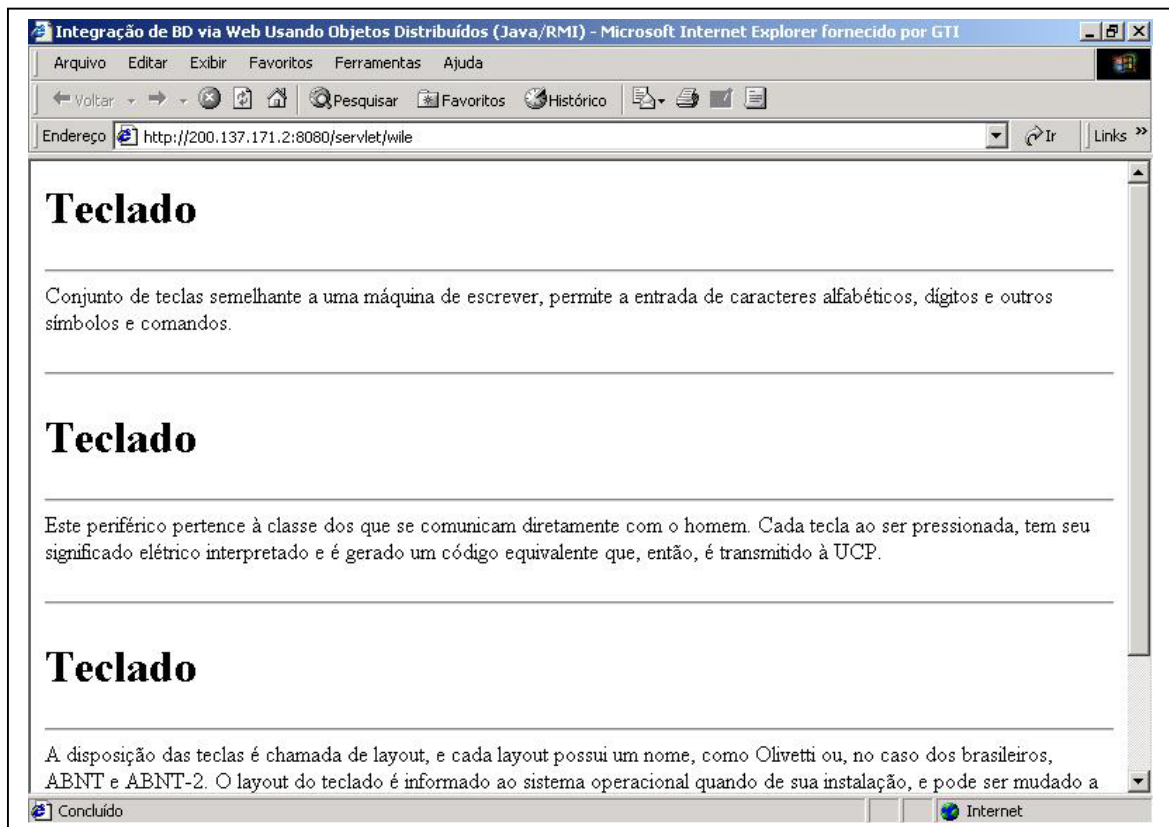 Integração de BD via Web Usando Objetos Distribuídos (Java/RMI) - Microsoft Internet Explorer fornecido por GTI
Arquivo Editar Exibir Favoritos Ferramentas Ajuda
Voltar Pesquisar Favoritos Histórico
Endereço http://200.137.171.2:8080/servlet/wile Ir Links »
Teclado
Conjunto de teclas semelhante a uma máquina de escrever, permite a entrada de caracteres alfabéticos, dígitos e outros
símbolos e comandos.
Teclado
Este periférico pertence à classe dos que se comunicam diretamente com o homem. Cada tecla ao ser pressionada, tem seu
significado elétrico interpretado e é gerado um código equivalente que, então, é transmitido à UCP.
Teclado
A disposição das teclas é chamada de layout, e cada layout possui um nome, como Olivetti ou, no caso dos brasileiros,
ABNT e ABNT-2. O layout do teclado é informado ao sistema operacional quando de sua instalação, e pode ser mudado a
Concluído Internet